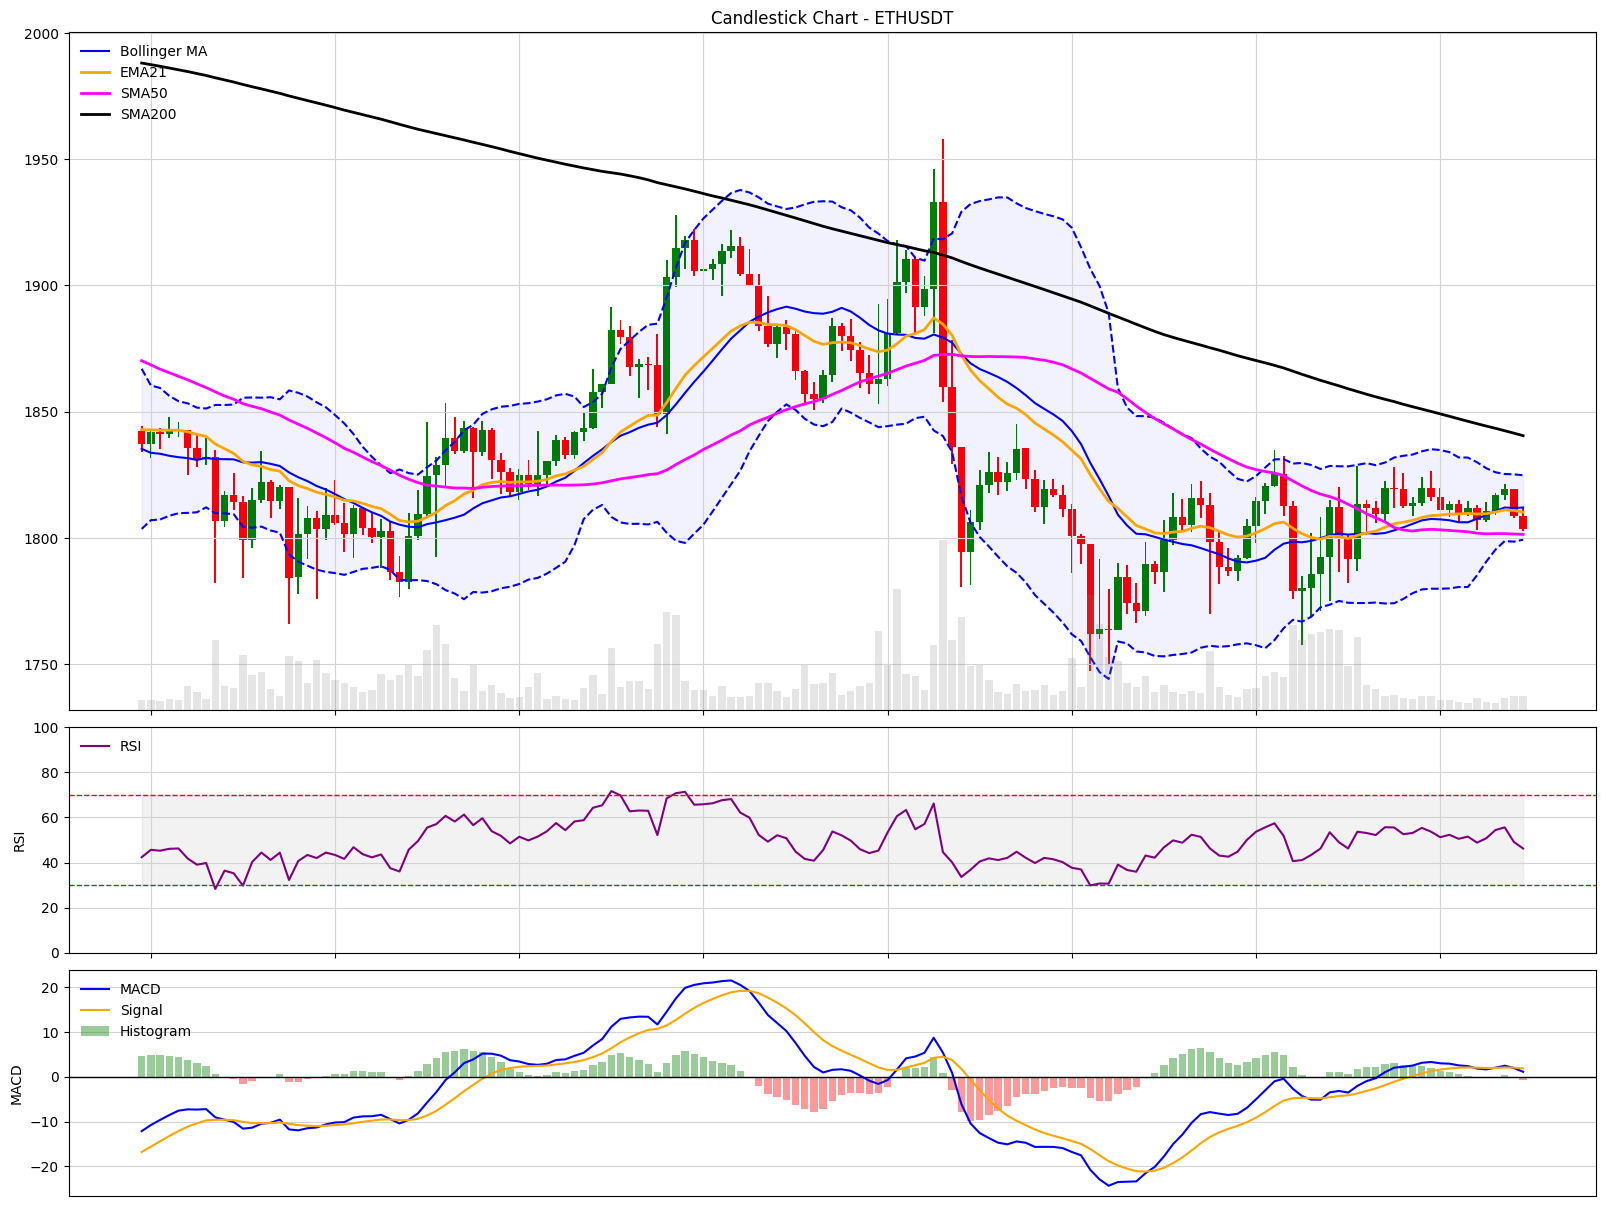 Candlestick Chart - ETHUSDT
2000
1950
1900
1850
1800
1750
Bollinger MA
EMA21
SMA50
SMA200
100
80
60
40
20
0
RSI
RSI
20
10
0
−10
−20
MACD
MACD
Signal
Histogram